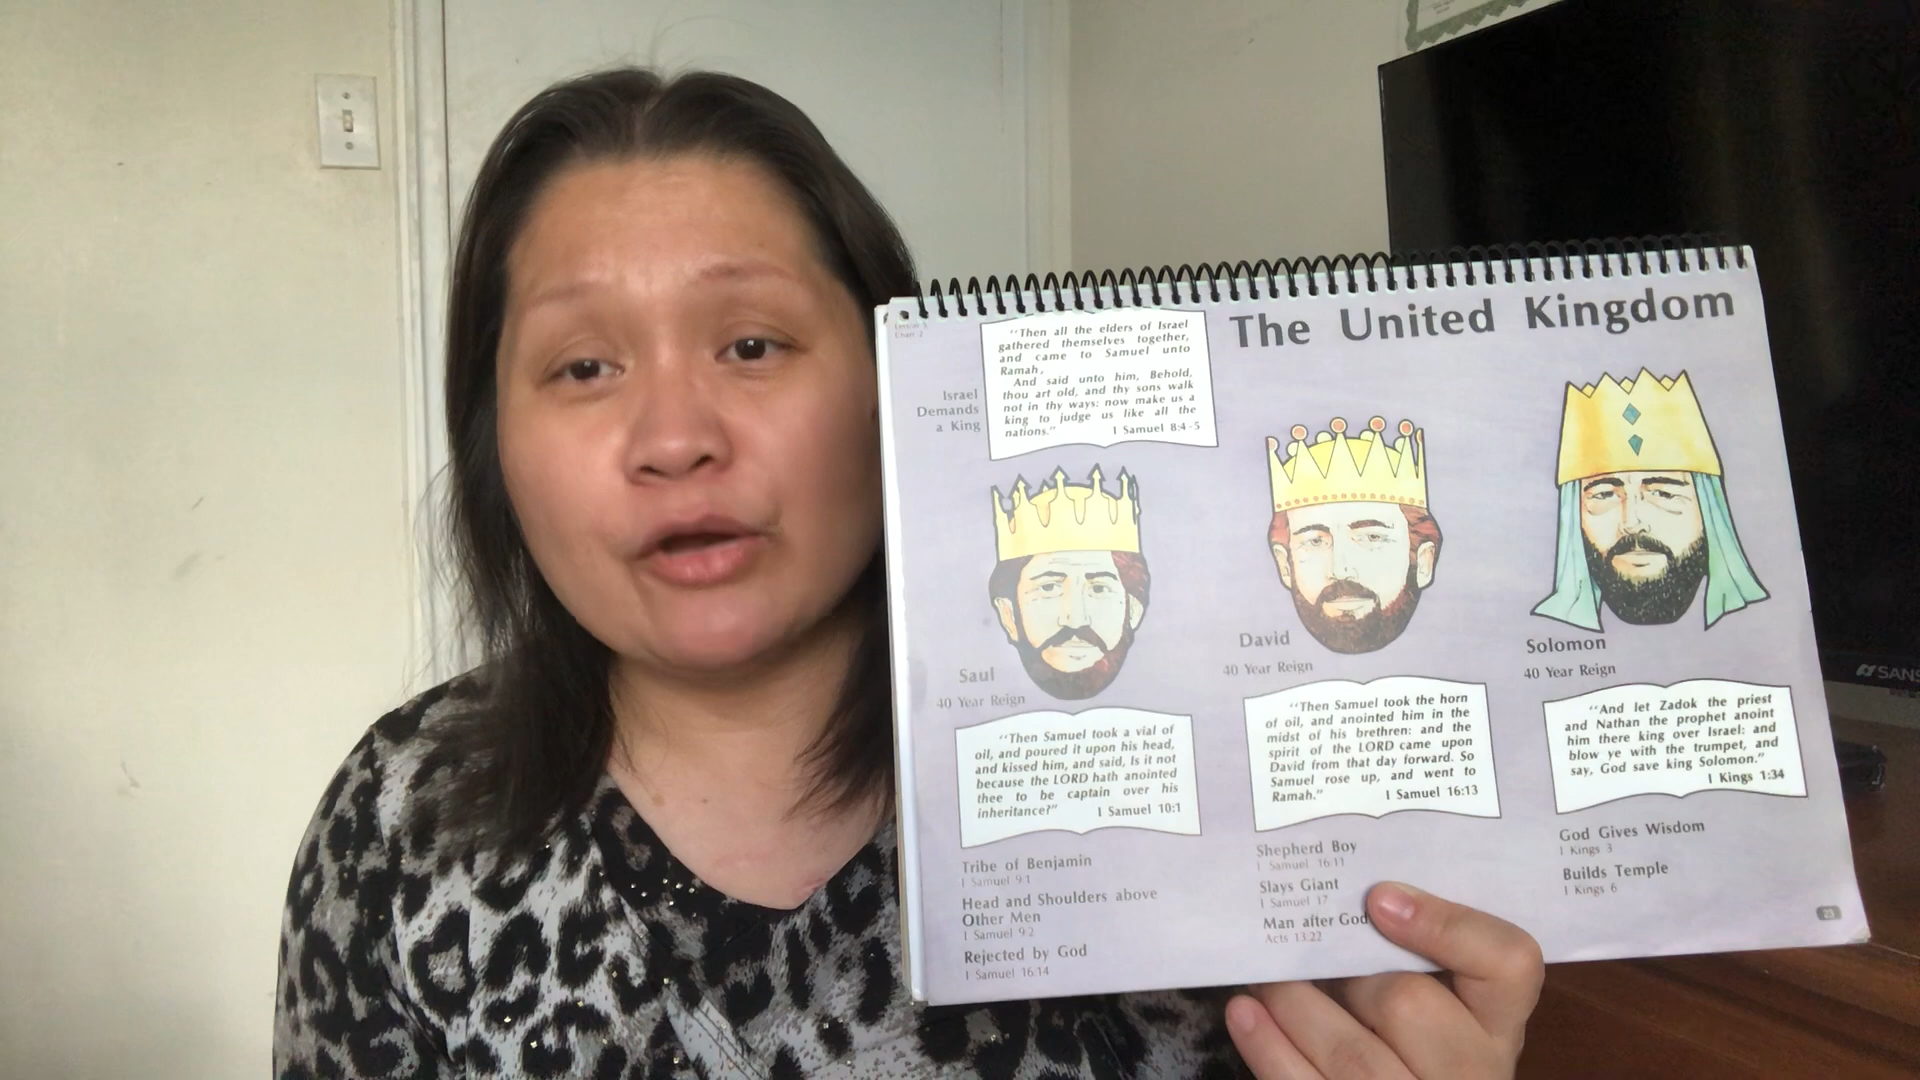 Lesson 5
Chart 2
The United Kingdom
Israel
Demands
a King
"Then all the elders of Israel
gathered themselves together,
and came to Samuel unto
Ramah,
And said unto him, Behold,
thou art old, and thy sons walk
not in thy ways: now make us a
king to judge us like all the
nations." I Samuel 8:4-5
Saul
40 Year Reign
"Then Samuel took a vial of
oil, and poured it upon his head,
and kissed him, and said, Is it not
because the LORD hath anointed
thee to be captain over his
inheritance?" I Samuel 10:1
Tribe of Benjamin
I Samuel 9:1
Head and Shoulders above
Other Men
I Samuel 9:2
Rejected by God
I Samuel 16:14
David
40 Year Reign
"Then Samuel took the horn
of oil, and anointed him in the
midst of his brethren: and the
spirit of the LORD came upon
David from that day forward. So
Samuel rose up, and went to
Ramah." I Samuel 16:13
Shepherd Boy
I Samuel 16:11
Slays Giant
I Samuel 17
Man after God
Acts 13:22
Solomon
40 Year Reign
"And let Zadok the priest
and Nathan the prophet anoint
him there king over Israel: and
blow ye with the trumpet, and
say, God save king Solomon."
I Kings 1:34
God Gives Wisdom
I Kings 3
Builds Temple
I Kings 6
23
SANS